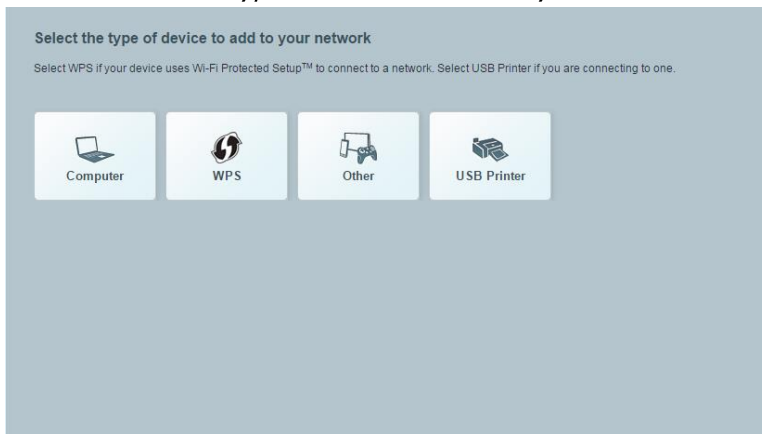 Select the type of device to add to your network
Select WPS if your device uses Wi-Fi Protected Setup™ to connect to a network. Select USB Printer if you are connecting to one.
Computer
WPS
Other
USB Printer